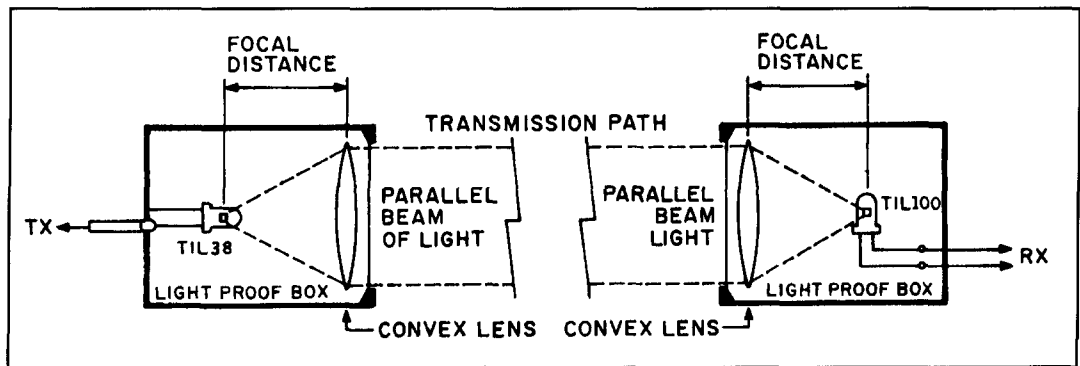 FOCAL
DISTANCE
FOCAL
DISTANCE
TRANSMISSION PATH
PARALLEL
BEAM
OF LIGHT
PARALLEL
BEAM
LIGHT
TX
TIL38
TIL100
RX
LIGHT PROOF BOX
LIGHT PROOF BOX
CONVEX LENS
CONVEX LENS